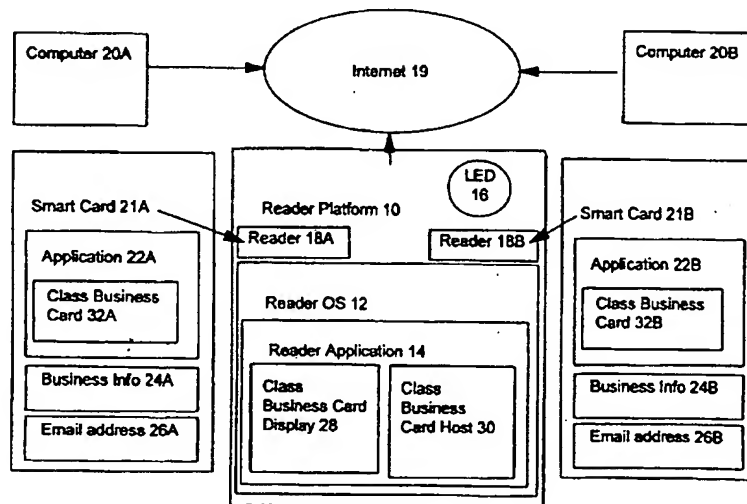 Computer 20A
Internet 19
Computer 20B
LED
16
Smart Card 21A
Reader Platform 10
Smart Card 21B
Reader 18A
Reader 18B
Application 22A
Application 22B
Class Business
Card 32A
Class Business
Card 32B
Reader OS 12
Reader Application 14
Class
Business Card
Display 28
Class
Business
Card Host 30
Business Info 24A
Business Info 24B
Email address 26A
Email address 26B